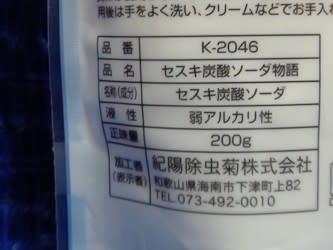 用後は手をよく洗い、クリームなどでお手入れ
品 番 K-2046
品 名 セスキ炭酸ソーダ物語
名称(成分) セスキ炭酸ソーダ
液 性 弱アルカリ性
正味量 200g
加工者 紀陽除虫菊株式会社
(表示者) 和歌山県海南市下津町上82
TEL 073-492-0010